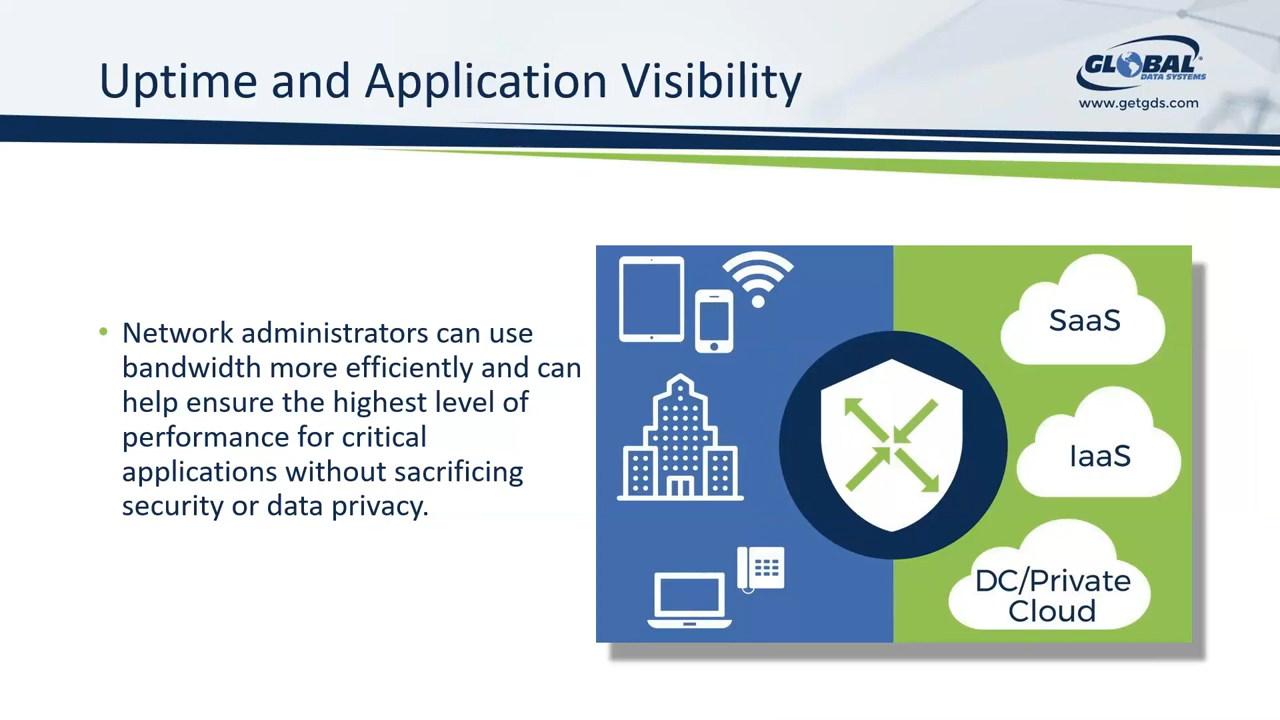 Uptime and Application Visibility
GLOBAL®
DATA SYSTEMS
www.getgds.com
• Network administrators can use
bandwidth more efficiently and can
help ensure the highest level of
performance for critical
applications without sacrificing
security or data privacy.
SaaS
IaaS
DC/Private
Cloud